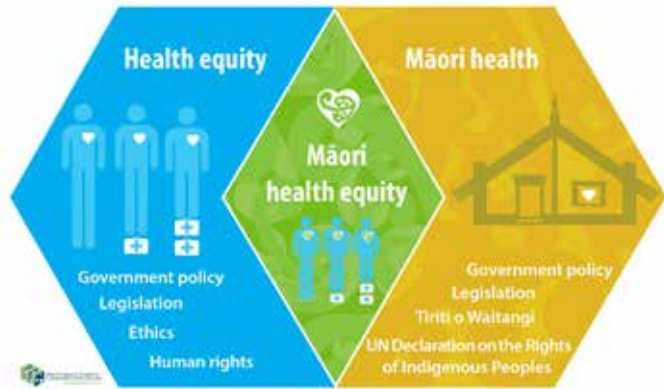 Health equity
Government policy
Legislation
Ethics
Human rights
Māori
health equity
Māori health
Government policy
Legislation
Tiriti o Waitangi
UN Declaration on the Rights
of Indigenous Peoples